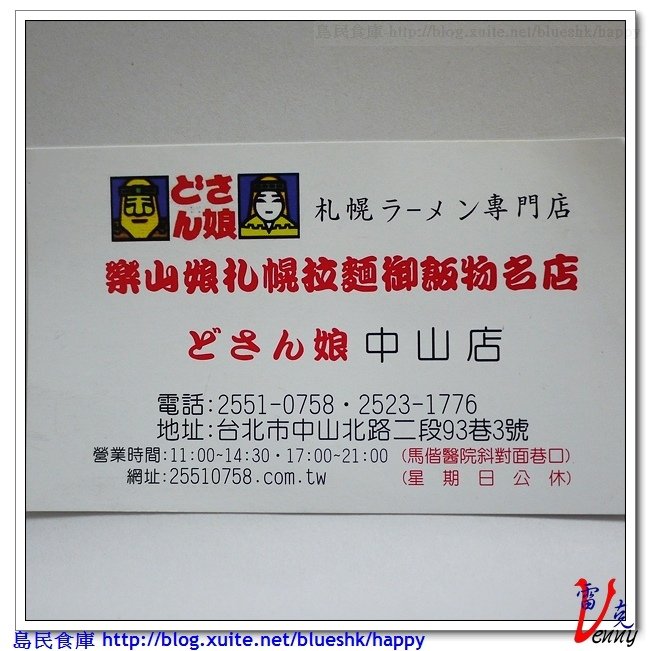 島民食庫 http://blog.xuite.net/blueshk/happy
どさん娘
札幌ラーメン專門店
樂山娘札幌拉麵御飯物名店
どさん娘 中山店
電話:2551-0758・2523-1776
地址:台北市中山北路二段93巷3號
營業時間:11:00~14:30・17:00~21:00 (馬偕醫院斜對面巷口)
網址:25510758.com.tw (星期日公休)
雷克
Venny
島民食庫 http://blog.xuite.net/blueshk/happy